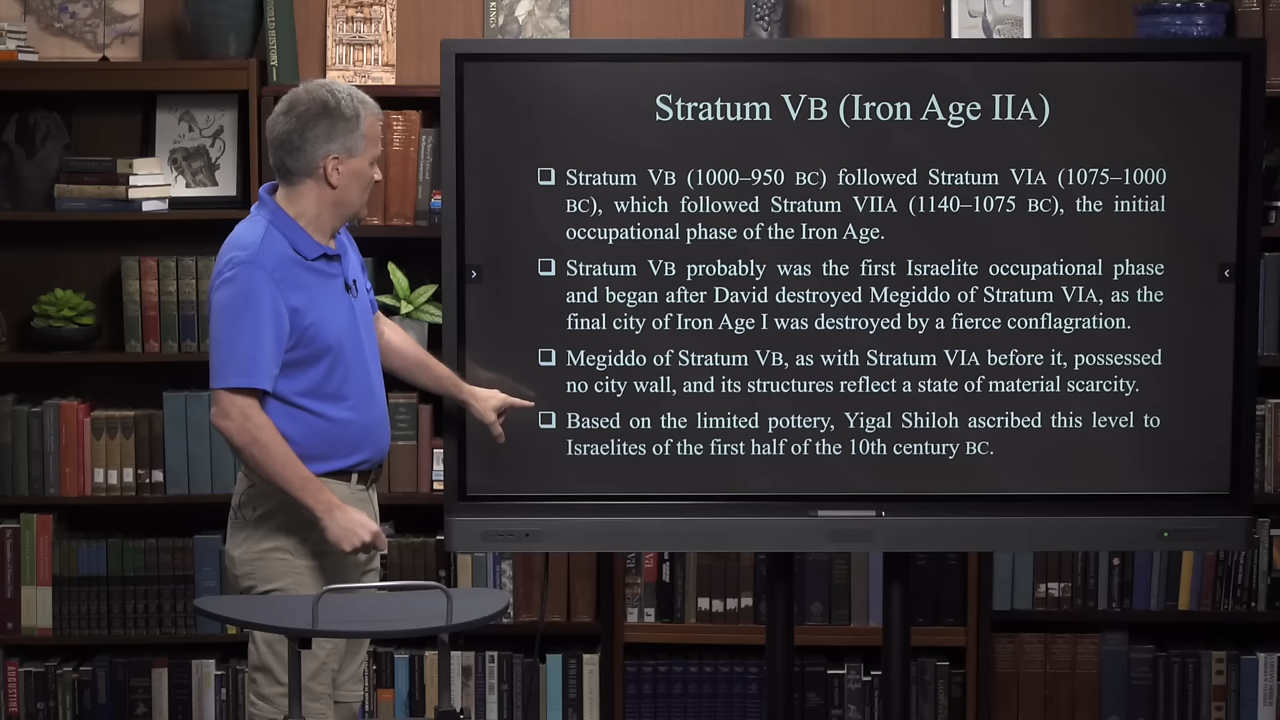 KINGS
WORLD HISTORY
Stratum VB (Iron Age IIA)
❑ Stratum VB (1000–950 BC) followed Stratum VIA (1075–1000
BC), which followed Stratum VIIA (1140–1075 BC), the initial
occupational phase of the Iron Age.
❑ Stratum VB probably was the first Israelite occupational phase
and began after David destroyed Megiddo of Stratum VIA, as the
final city of Iron Age I was destroyed by a fierce conflagration.
❑ Megiddo of Stratum VB, as with Stratum VIA before it, possessed
no city wall, and its structures reflect a state of material scarcity.
❑ Based on the limited pottery, Yigal Shiloh ascribed this level to
Israelites of the first half of the 10th century BC.
AUGUSTINE